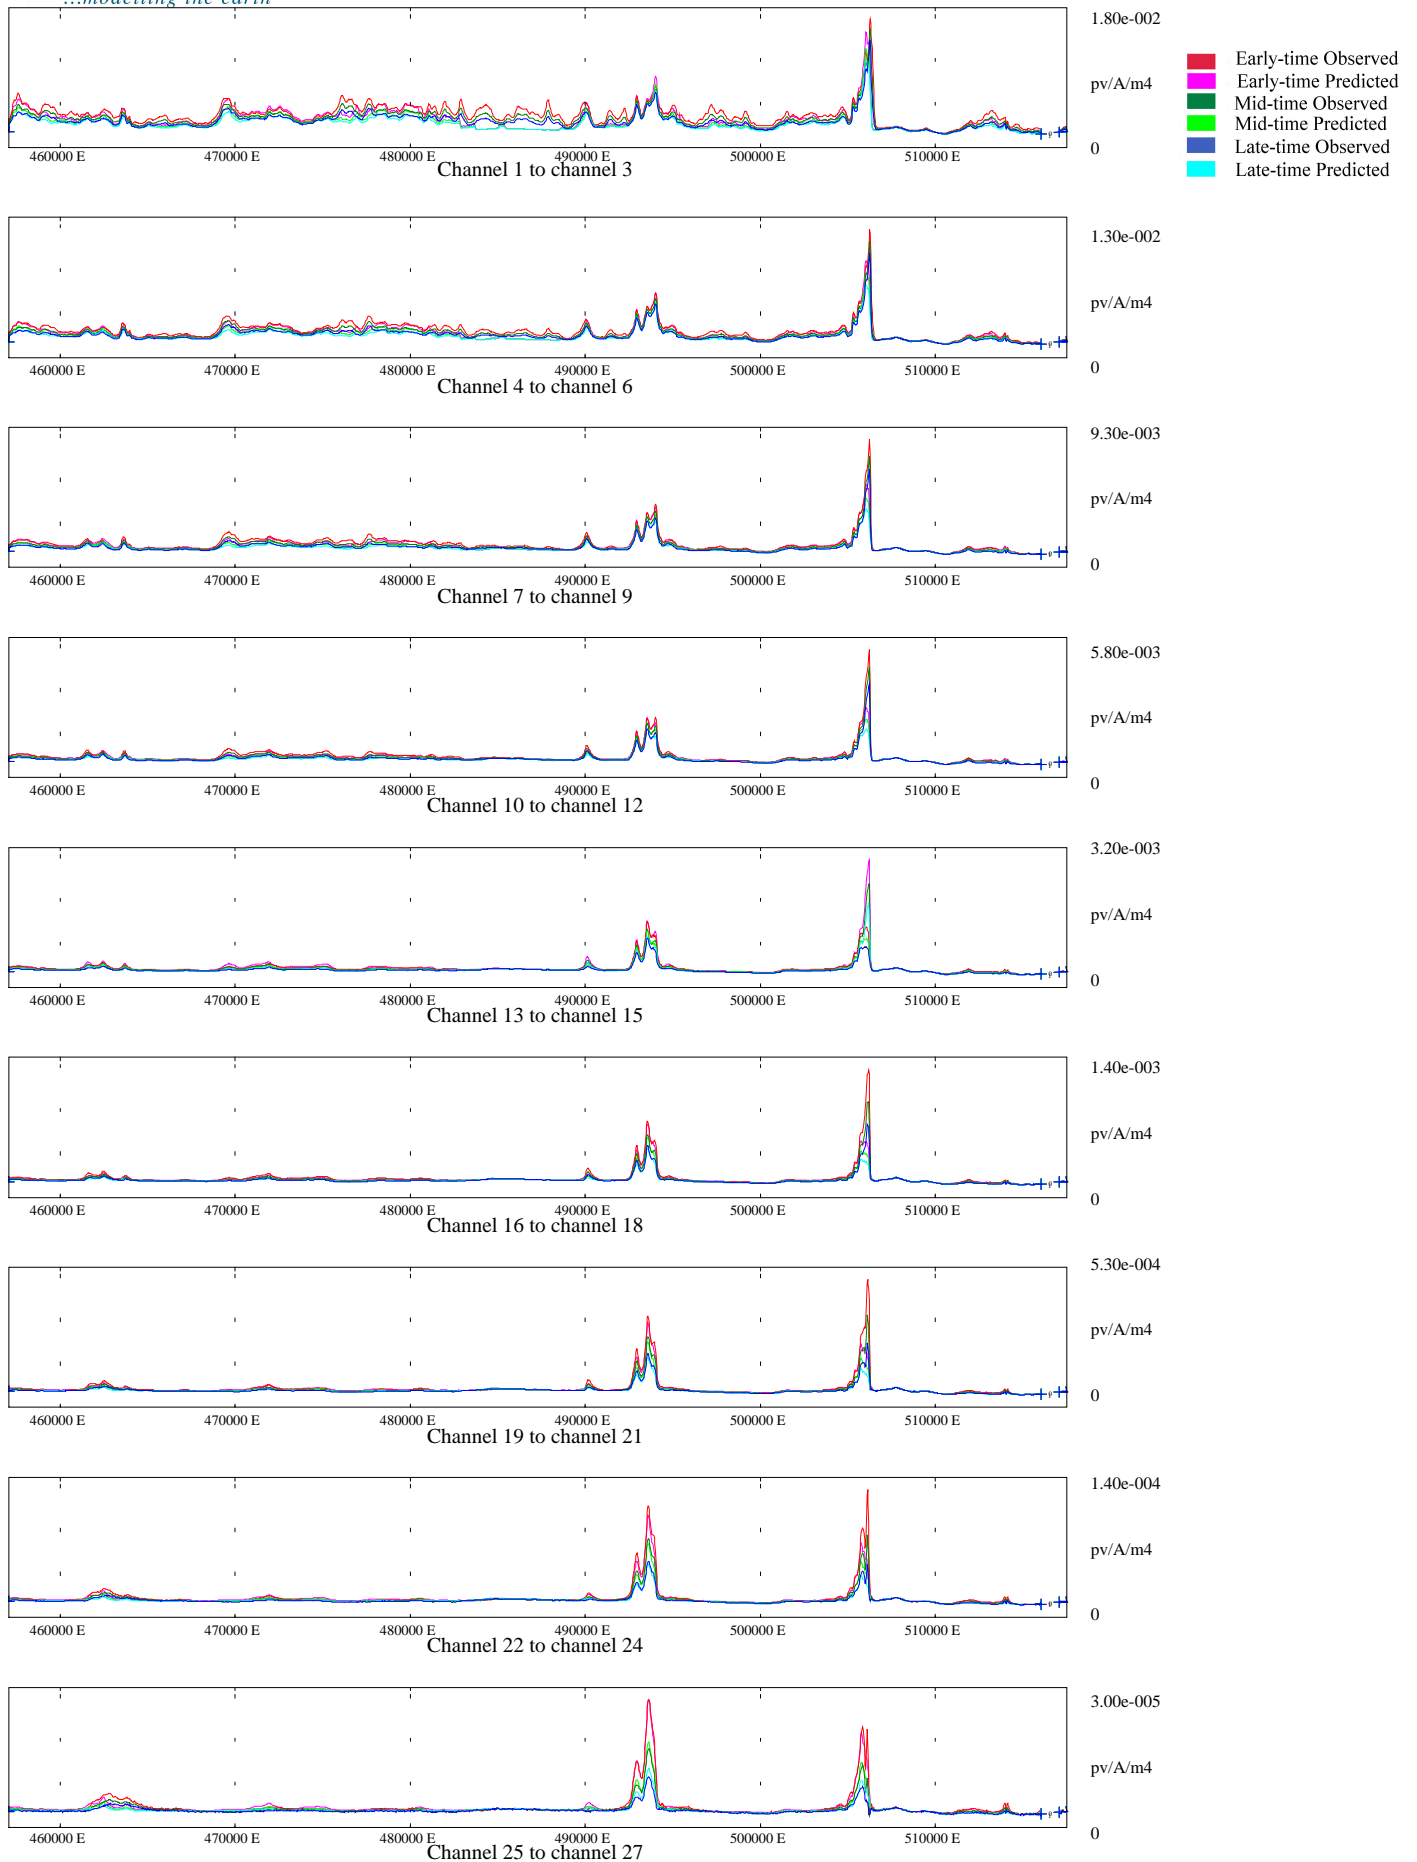 ...modelling the earth
1.80e-002
pv/A/m4
0
Early-time Observed
Early-time Predicted
Mid-time Observed
Mid-time Predicted
Late-time Observed
Late-time Predicted
460000 E 470000 E 480000 E 490000 E 500000 E 510000 E
Channel 1 to channel 3
1.30e-002
pv/A/m4
0
460000 E 470000 E 480000 E 490000 E 500000 E 510000 E
Channel 4 to channel 6
9.30e-003
pv/A/m4
0
460000 E 470000 E 480000 E 490000 E 500000 E 510000 E
Channel 7 to channel 9
5.80e-003
pv/A/m4
0
460000 E 470000 E 480000 E 490000 E 500000 E 510000 E
Channel 10 to channel 12
3.20e-003
pv/A/m4
0
460000 E 470000 E 480000 E 490000 E 500000 E 510000 E
Channel 13 to channel 15
1.40e-003
pv/A/m4
0
460000 E 470000 E 480000 E 490000 E 500000 E 510000 E
Channel 16 to channel 18
5.30e-004
pv/A/m4
0
460000 E 470000 E 480000 E 490000 E 500000 E 510000 E
Channel 19 to channel 21
1.40e-004
pv/A/m4
0
460000 E 470000 E 480000 E 490000 E 500000 E 510000 E
Channel 22 to channel 24
3.00e-005
pv/A/m4
0
460000 E 470000 E 480000 E 490000 E 500000 E 510000 E
Channel 25 to channel 27